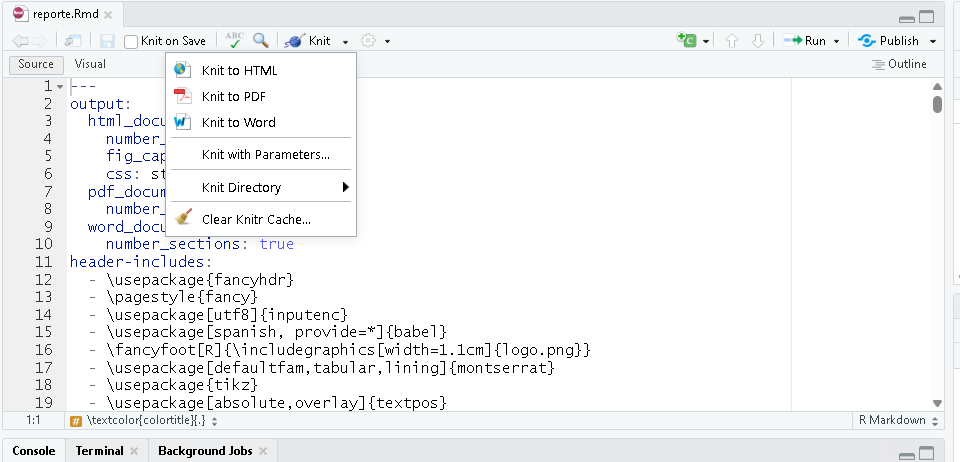 reporte.Rmd
Knit on Save ABC Knit C Run Publish
Source Visual Outline
Knit to HTML
Knit to PDF
Knit to Word
Knit with Parameters...
Knit Directory
Clear Knitr Cache...
1 ---
2 output:
3 html_docu
4 number_
5 fig_cap
6 css: st
7 pdf_docum
8 number_
9 word_docu
10 number_sections: true
11 header-includes:
12 - \usepackage{fancyhdr}
13 - \pagestyle{fancy}
14 - \usepackage[utf8]{inputenc}
15 - \usepackage[spanish, provide=*]{babel}
16 - \fancyfoot[R]{\includegraphics[width=1.1cm]{logo.png}}
17 - \usepackage[defaultfam,tabular,lining]{montserrat}
18 - \usepackage{tikz}
19 - \usepackage[absolute,overlay]{textpos}
1:1 # \textcolor{colortitle}{.} R Markdown
Console Terminal Background Jobs